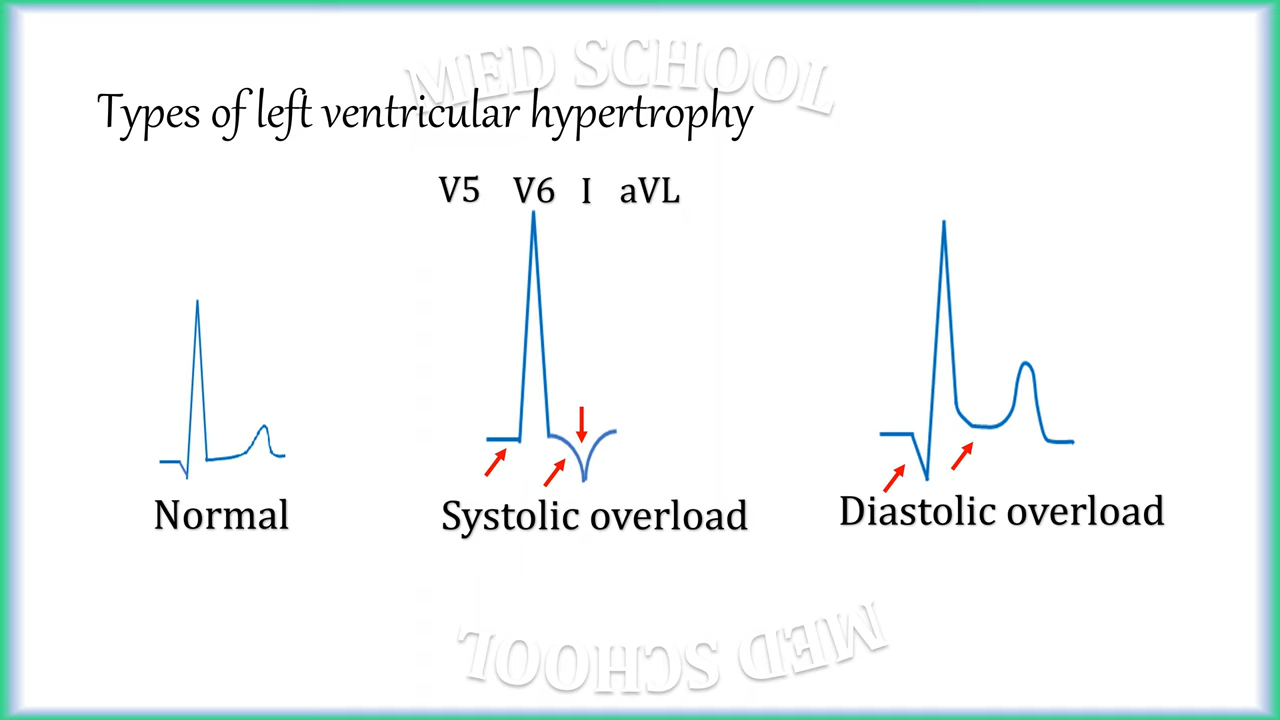 MED SCHOOL
Types of left ventricular hypertrophy
V5 V6 I aVL
Normal
Systolic overload
Diastolic overload
MED SCHOOL